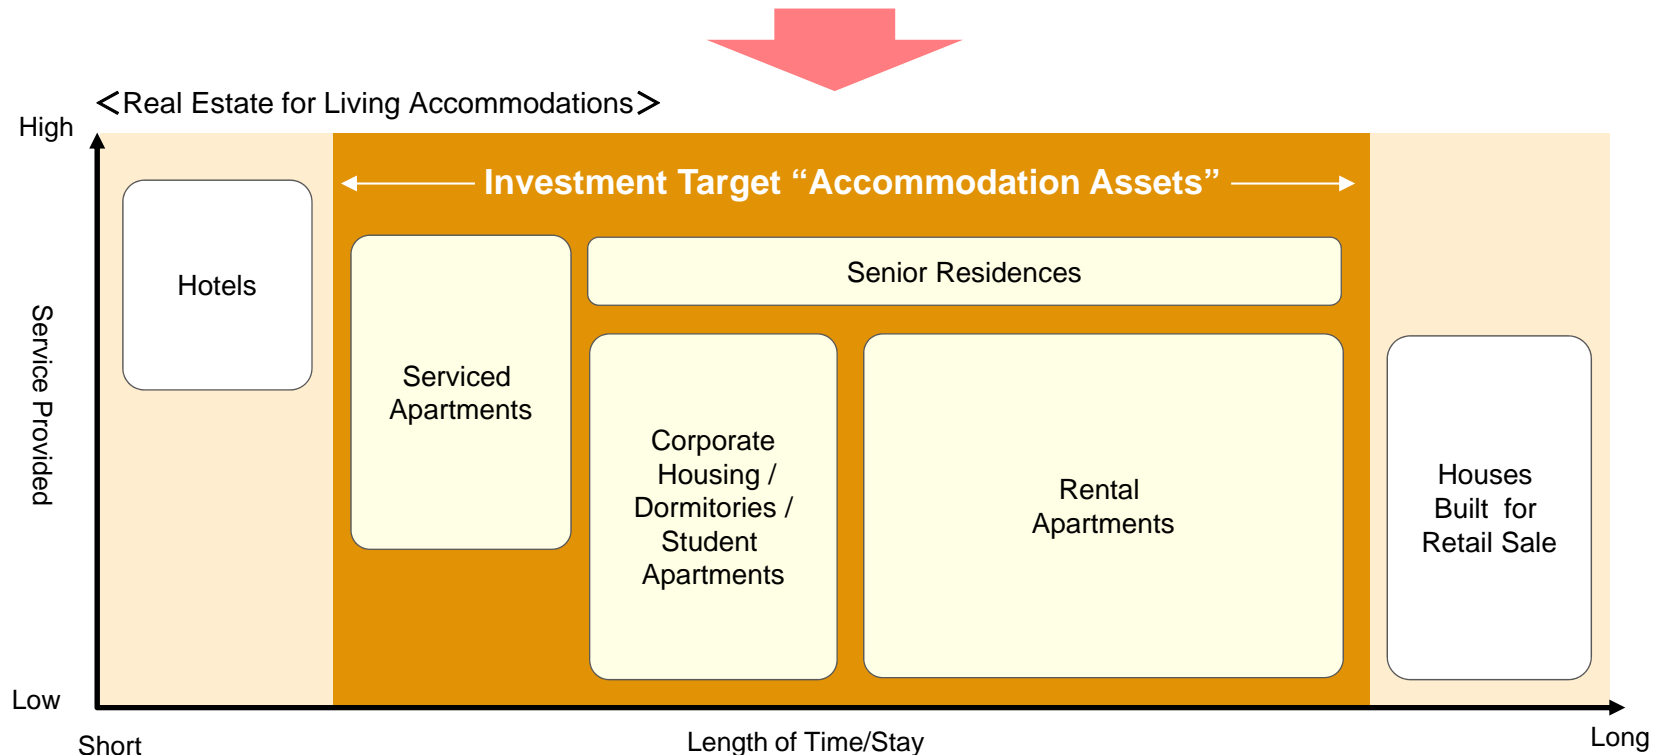 ＜Real Estate for Living Accommodations＞
High
Investment Target “Accommodation Assets”
Hotels
Senior Residences
Service Provided
Serviced
Apartments
Corporate
Housing /
Dormitories /
Student
Apartments
Rental
Apartments
Houses
Built for
Retail Sale
Low
Short
Length of Time/Stay
Long